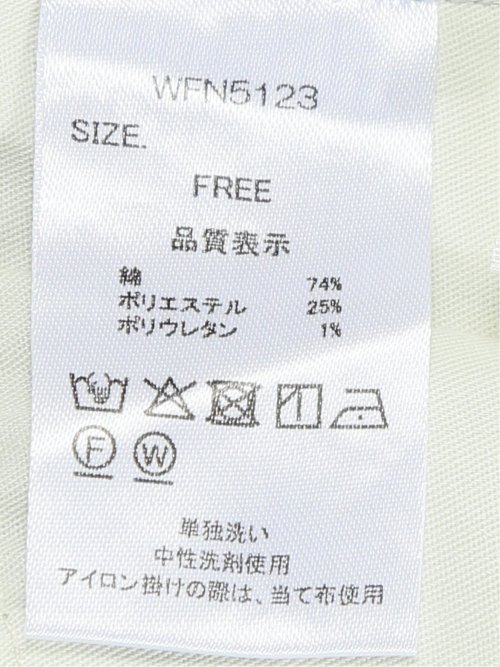 WFN5123
SIZE.
FREE
品質表示
綿 74%
ポリエステル 25%
ポリウレタン 1%
F W
単独洗い
中性洗剤使用
アイロン掛けの際は、当て布使用